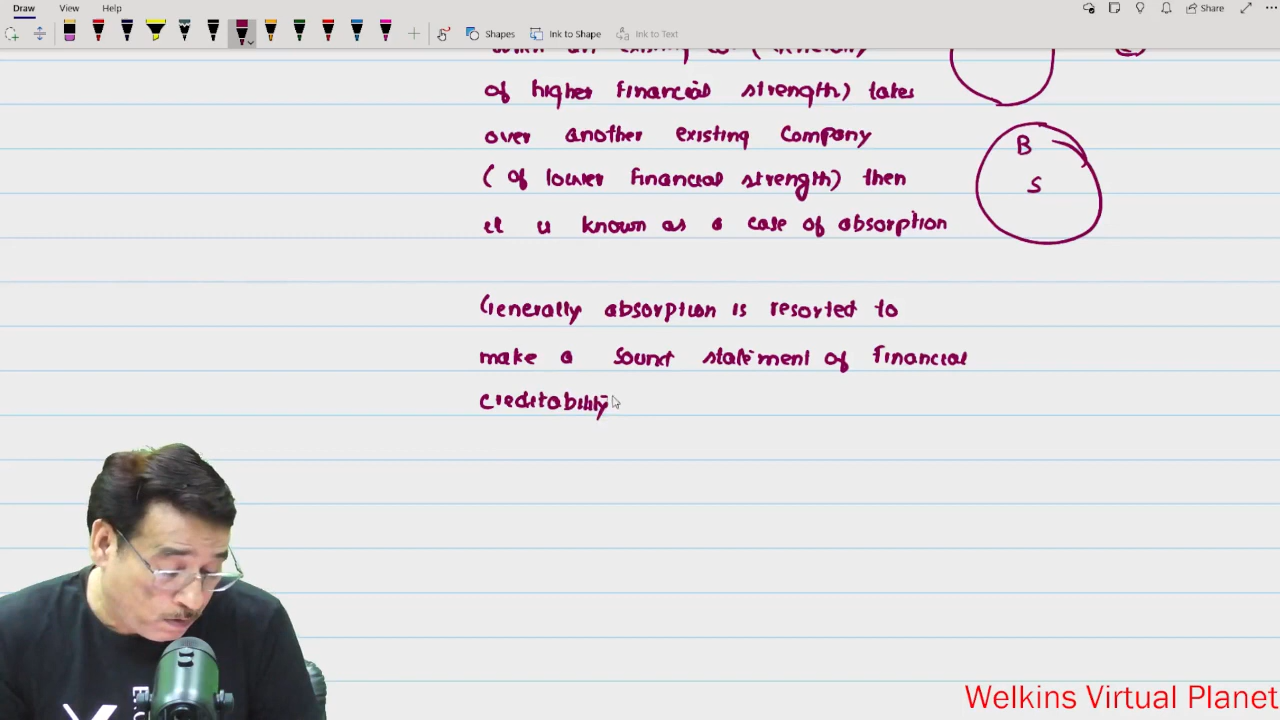 Draw View Help
Share
Shapes Ink to Shape Ink to Text
of higher financial strength) takes
over another existing Company
( of lower financial strength) then
it is known as a case of absorption
B
S
Generally absorption is resorted to
make a sound statement of financial
creditability
Welkins Virtual Planet